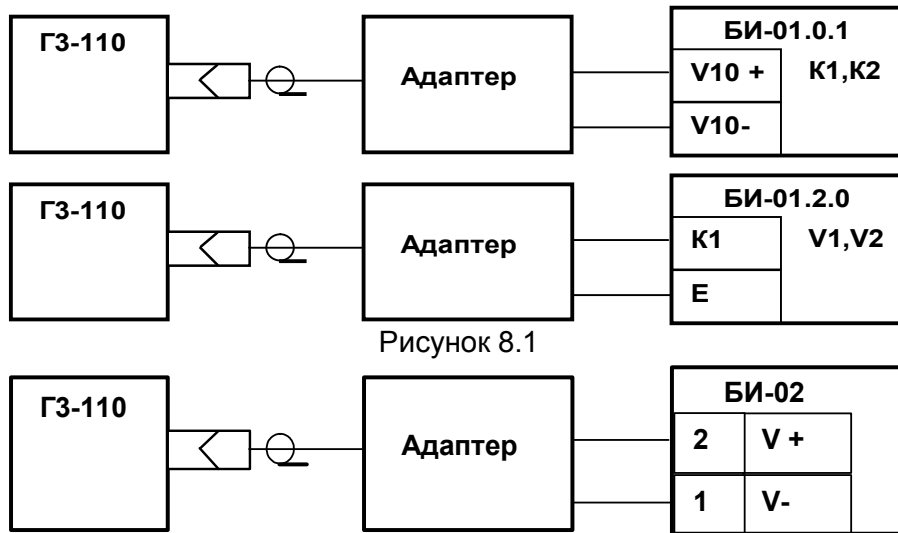 Г3-110
Адаптер
БИ-01.0.1
V10 + К1,К2
V10-
Г3-110
Адаптер
БИ-01.2.0
К1 V1,V2
Е
Рисунок 8.1
Г3-110
Адаптер
БИ-02
2 V +
1 V-